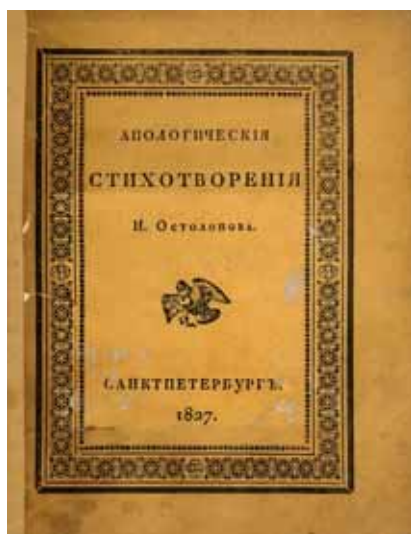 АПОЛОГИЧЕСКІЯ
СТИХОТВОРЕНІЯ
Н. Остолопова.
САНКТПЕТЕРБУРГЪ.
1827.